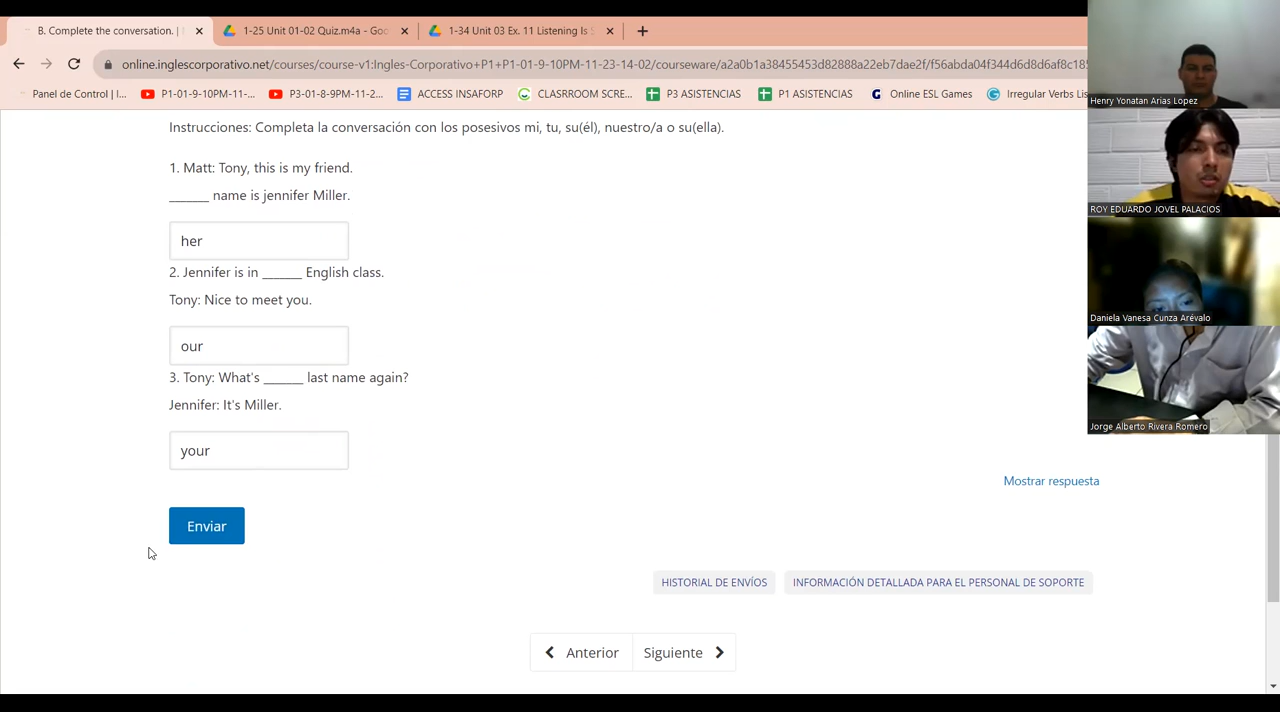 B. Complete the conversation. |
1-25 Unit 01-02 Quiz.m4a - Goo
1-34 Unit 03 Ex. 11 Listening Is S
online.inglescorporativo.net/courses/course-v1:Ingles-Corporativo+P1+P1-01-9-10PM-11-23-14-02/courseware/a2a0b1a38455453d82888a22eb7dae2f/f56abda04f344d6d8d6af8c185
Panel de Control | I...
P1-01-9-10PM-11-...
P3-01-8-9PM-11-2...
ACCESS INSAFORP
CLASRROOM SCRE...
P3 ASISTENCIAS
P1 ASISTENCIAS
Online ESL Games
Irregular Verbs Lis
Instrucciones: Completa la conversación con los posesivos mi, tu, su(él), nuestro/a o su(ella).
1. Matt: Tony, this is my friend.
______ name is jennifer Miller.
her
2. Jennifer is in ______ English class.
Tony: Nice to meet you.
our
3. Tony: What's ______ last name again?
Jennifer: It's Miller.
your
Mostrar respuesta
Enviar
HISTORIAL DE ENVÍOS
INFORMACIÓN DETALLADA PARA EL PERSONAL DE SOPORTE
Anterior
Siguiente
Henry Yonatan Arias Lopez
ROY EDUARDO JOVEL PALACIOS
Daniela Vanesa Cunza Arévalo
Jorge Alberto Rivera Romero